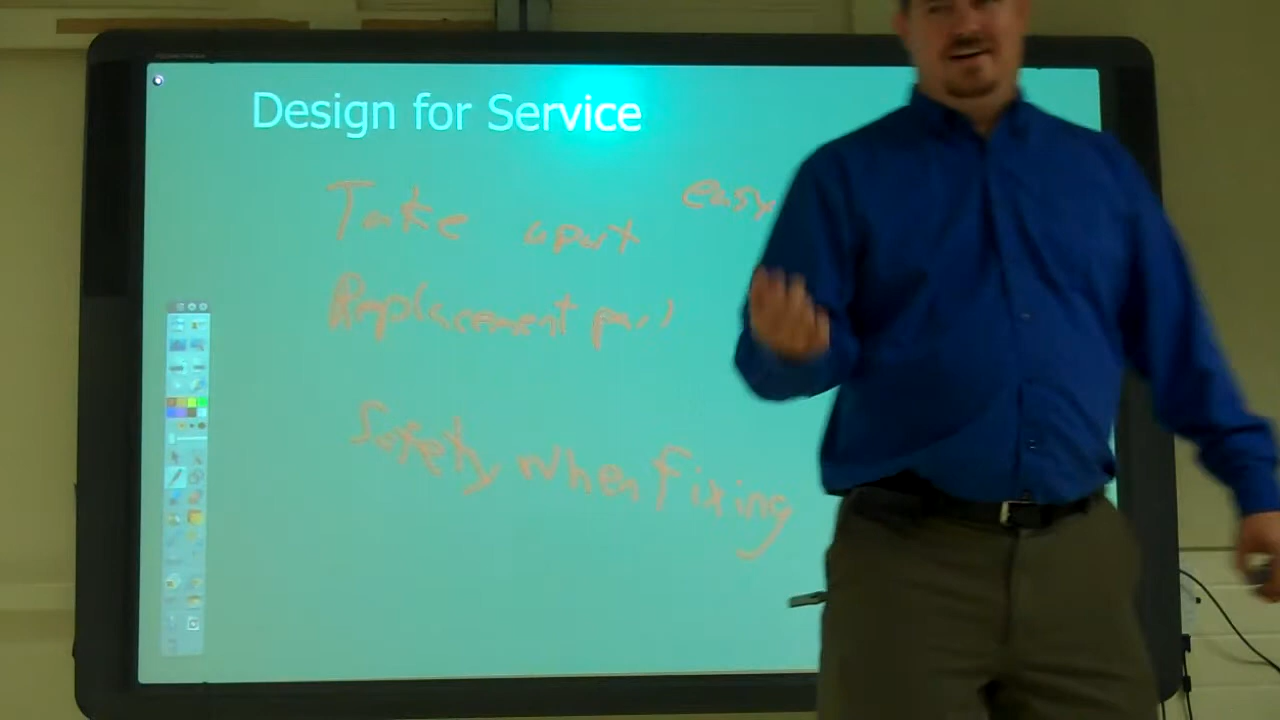 Design for Service
Take apart easy
Replacement par
Safety when fixing